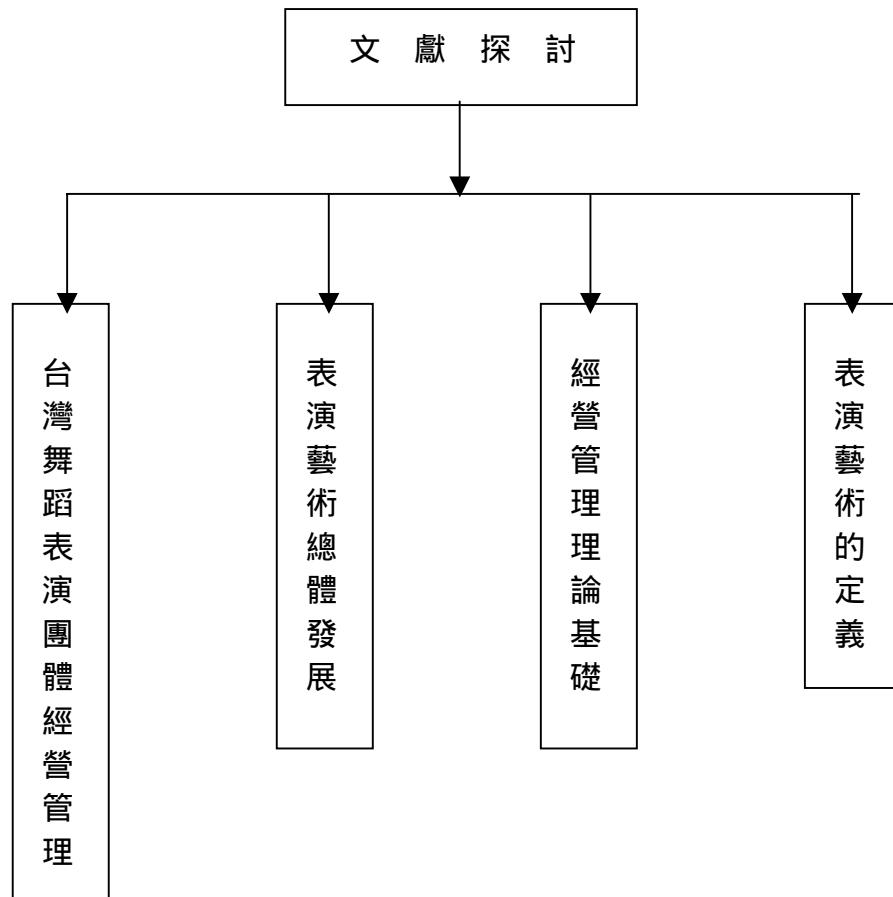 文 獻 探 討
台灣舞蹈表演團體經營管理
表演藝術總體發展
經營管理理論基礎
表演藝術的定義